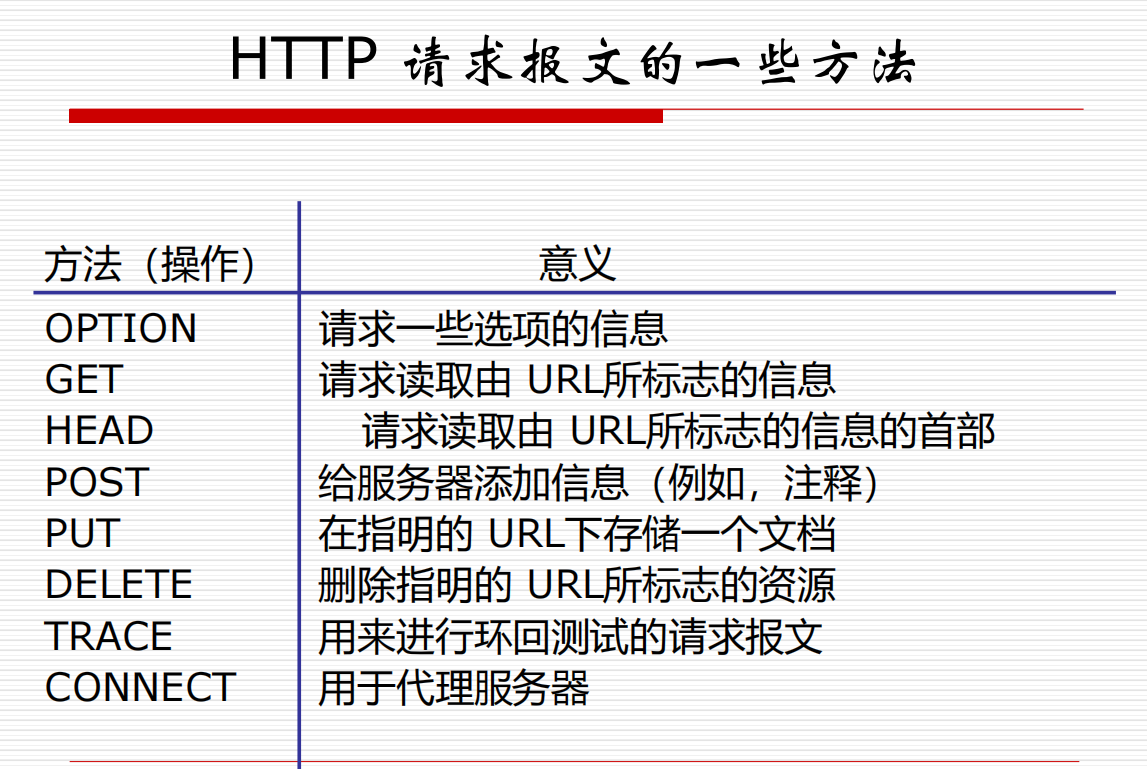 HTTP 请求报文的一些方法
方法（操作） 意义
OPTION 请求一些选项的信息
GET 请求读取由 URL所标志的信息
HEAD 请求读取由 URL所标志的信息的首部
POST 给服务器添加信息（例如，注释）
PUT 在指明的 URL下存储一个文档
DELETE 删除指明的 URL所标志的资源
TRACE 用来进行环回测试的请求报文
CONNECT 用于代理服务器